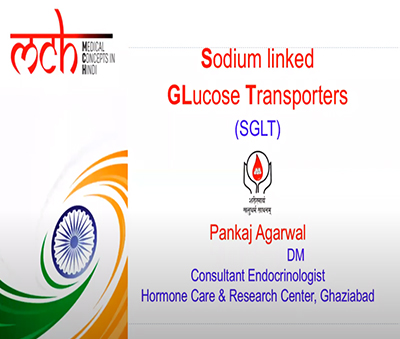 mch MEDICAL
CONCEPTS IN
HINDI
Sodium linked
GLucose Transporters
(SGLT)
Pankaj Agarwal
DM
Consultant Endocrinologist
Hormone Care & Research Center, Ghaziabad